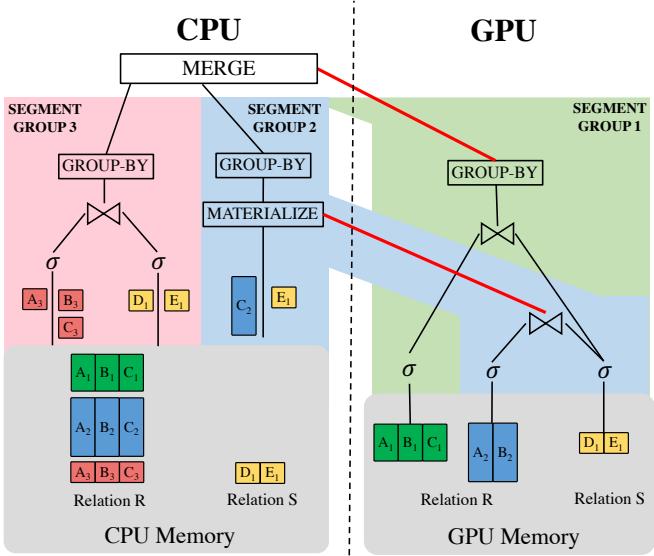 CPU
GPU
MERGE
SEGMENT
GROUP 3
SEGMENT
GROUP 2
SEGMENT
GROUP 1
GROUP-BY
GROUP-BY
GROUP-BY
MATERIALIZE
σ
σ
A₃
B₃
C₃
D₁
E₁
C₂
E₁
σ
σ
σ
A₁ B₁ C₁
A₂ B₂ C₂
A₃ B₃ C₃
D₁ E₁
Relation R
Relation S
CPU Memory
A₁ B₁ C₁
A₂ B₂
D₁ E₁
Relation R
Relation S
GPU Memory